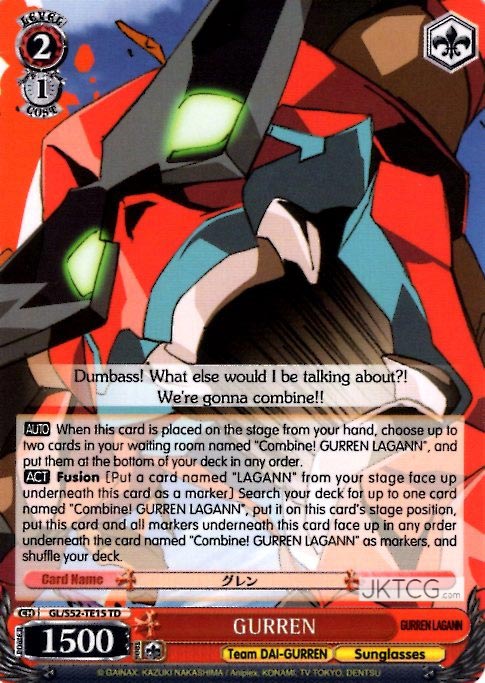 LEVEL
2
1
COST
Dumbass! What else would I be talking about?!
We're gonna combine!!
AUTO When this card is placed on the stage from your hand, choose up to
two cards in your waiting room named "Combine! GURREN LAGANN", and
put them at the bottom of your deck in any order.
ACT Fusion [Put a card named "LAGANN" from your stage face up
underneath this card as a marker] Search your deck for up to one card
named "Combine! GURREN LAGANN", put it on this card's stage position,
put this card and all markers underneath this card face up in any order
underneath the card named "Combine! GURREN LAGANN" as markers, and
shuffle your deck.
Card Name グレン
JKTCG.com
CH GL/S52-TE15 TD
POWER 1500 GURREN GURREN LAGANN
Team DAI-GURREN Sunglasses
© GAINAX, KAZUKI NAKASHIMA / Aniplex, KONAMI, TV TOKYO, DENTSU